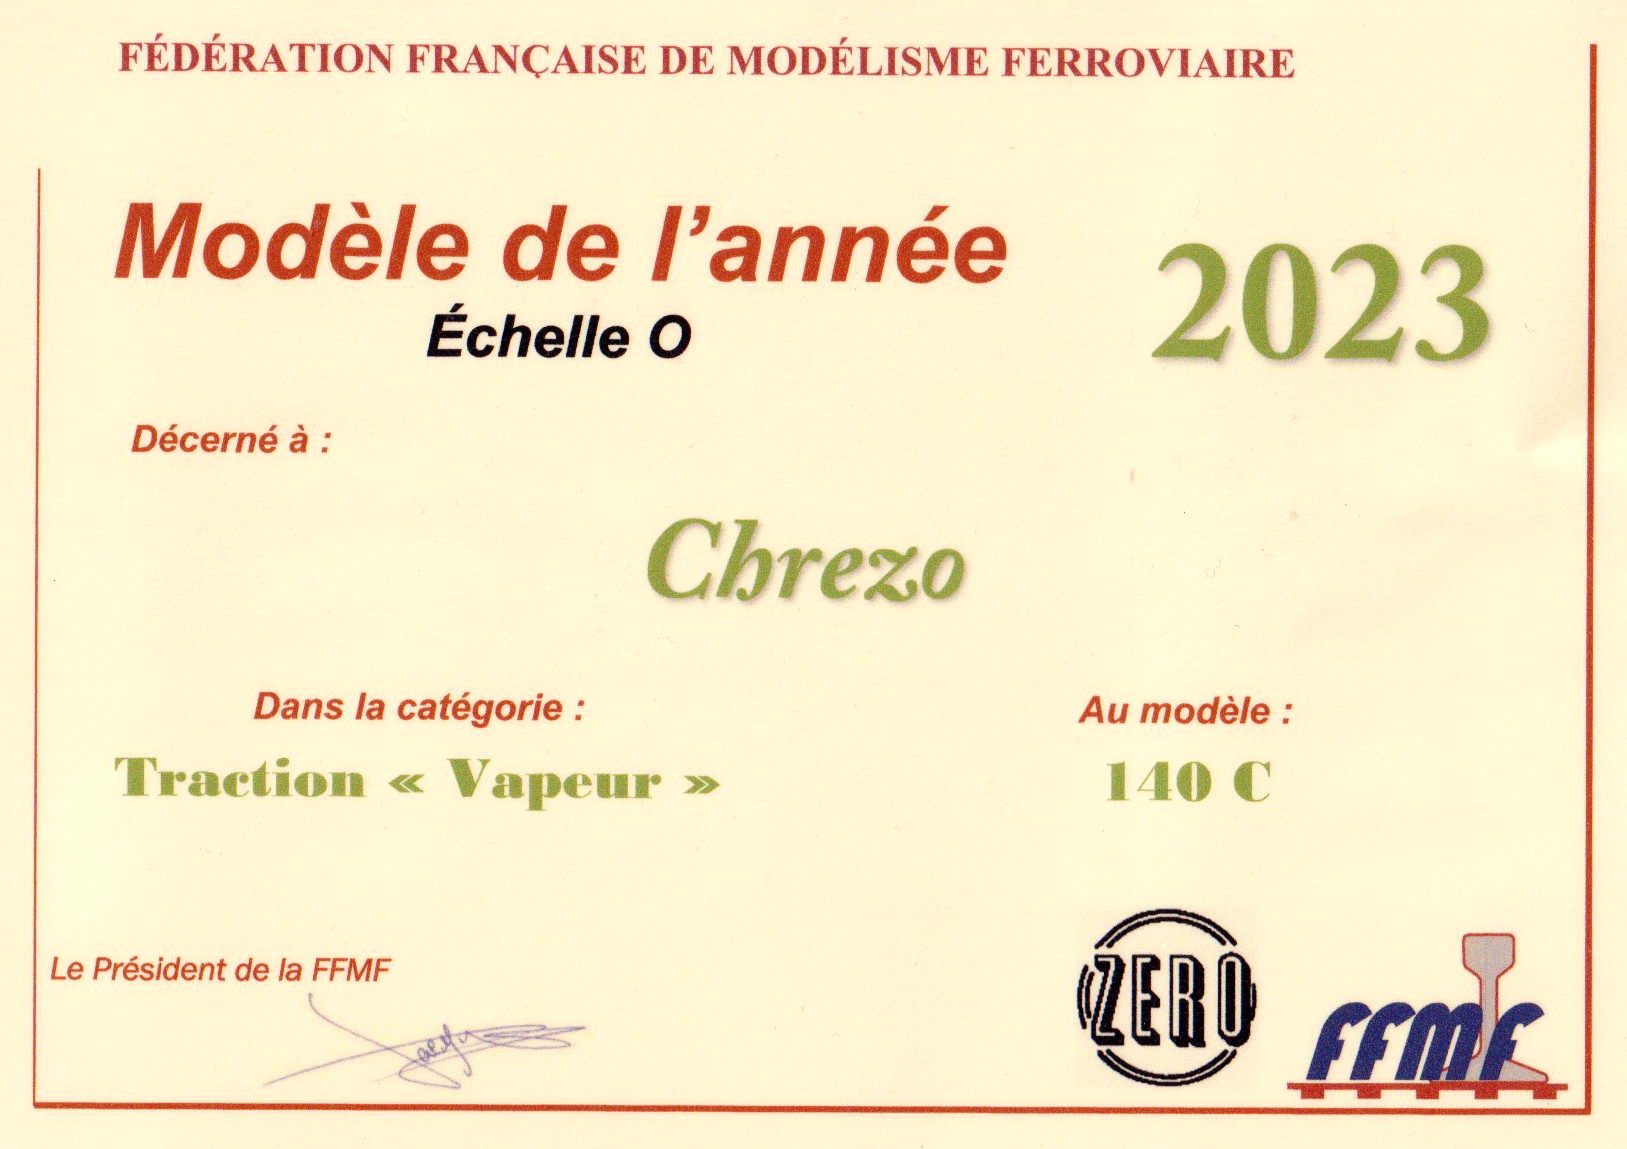 FÉDÉRATION FRANÇAISE DE MODÉLISME FERROVIAIRE
Modèle de l’année
2023
Échelle O
Décerné à :
Chrezo
Dans la catégorie :
Au modèle :
Traction « Vapeur »
140 C
Le Président de la FFMF
ZERO
FFMF